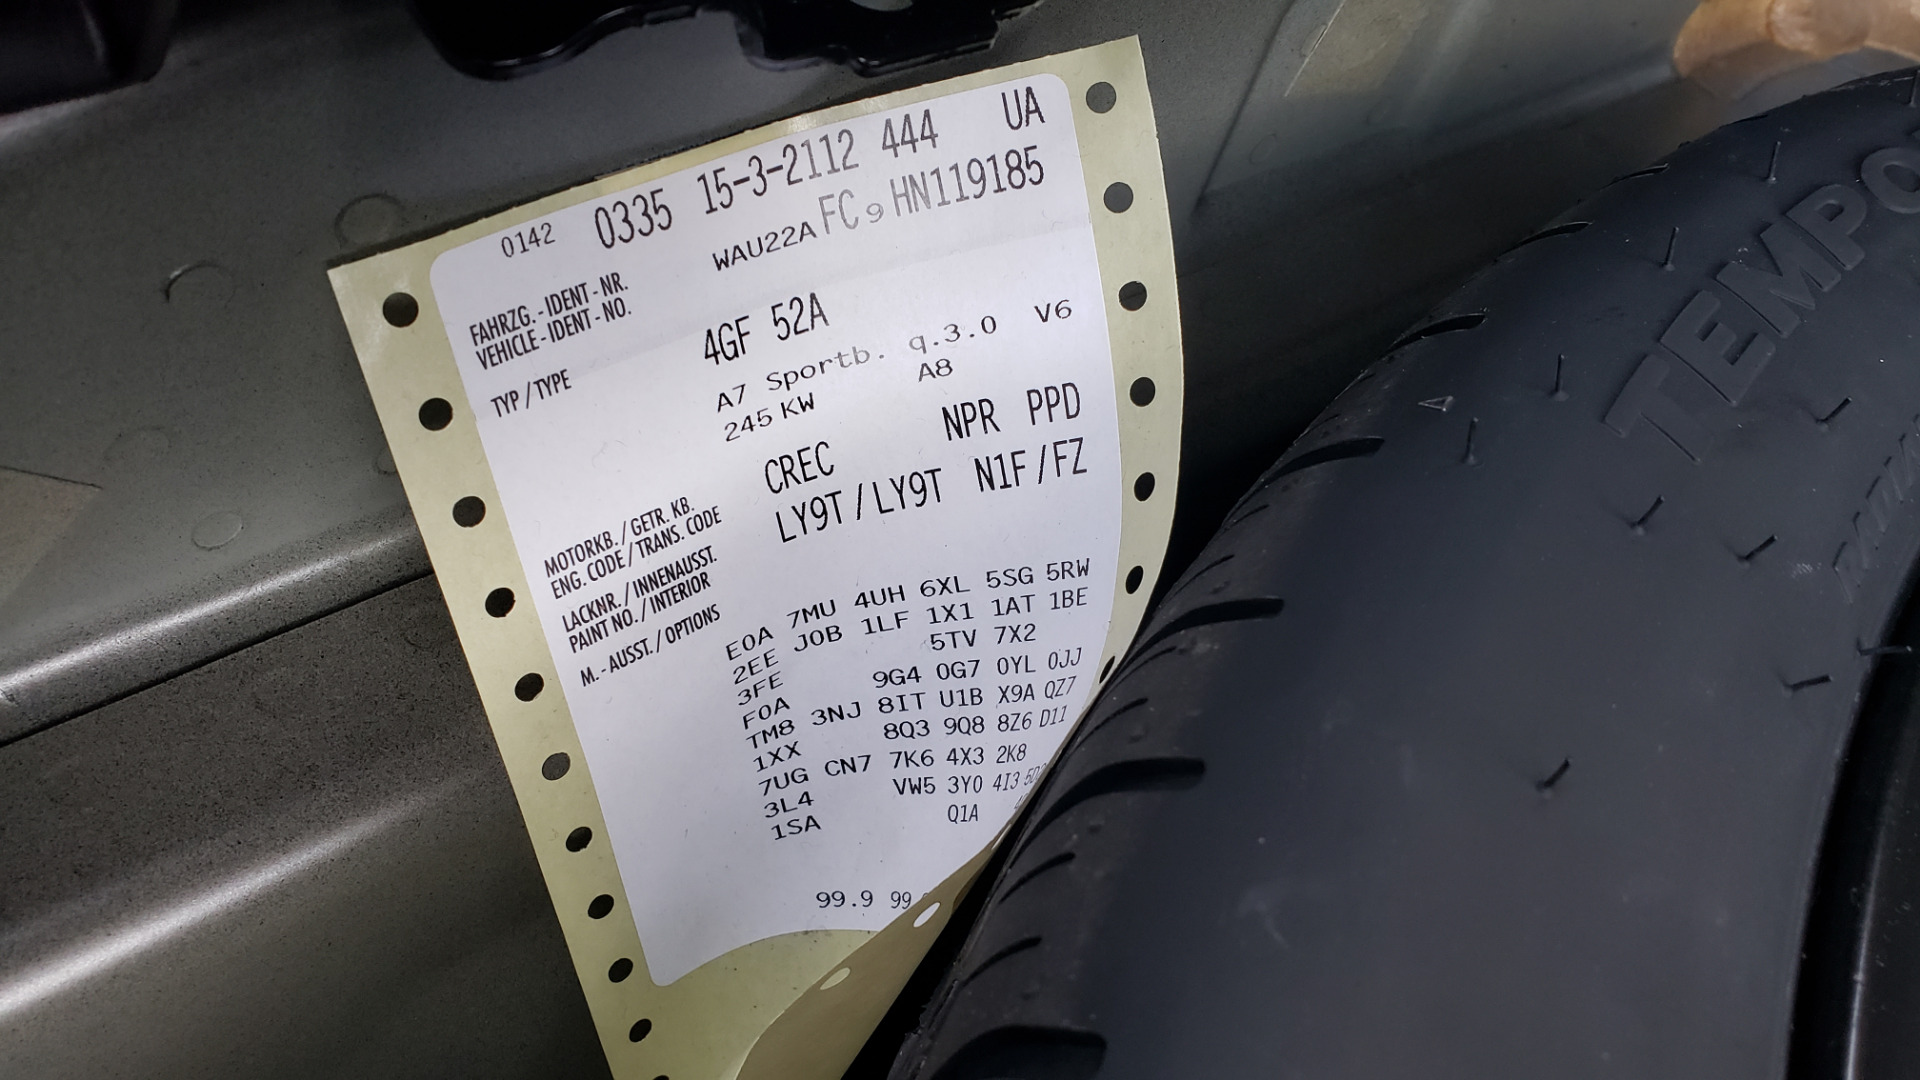 0142 0335 15-3-2112 444 UA
FAHRZG.-IDENT-NR.
VEHICLE-IDENT-NO.
WAU22AFC9HN119185
TYP/TYPE
4GF 52A
A7 Sportb. q.3.0 V6
245 KW A8
MOTORKB./GETR. KB.
ENG. CODE/TRANS. CODE
CREC NPR PPD
LACKNR./INNENAUSST.
PAINT NO./INTERIOR
LY9T/LY9T N1F/FZ
M.-AUSST./OPTIONS
E0A 7MU 4UH 6XL 5SG 5RW
2EE J0B 1LF 1X1 1AT 1BE
3FE 5TV 7X2
F0A 9G4 0G7 0YL 0JJ
TM8 3NJ 8IT U1B X9A QZ7
1XX 8Q3 9Q8 8Z6 D11
7UG CN7 7K6 4X3 2K8
3L4 VW5 3Y0 4I3
1SA Q1A
99.9 99